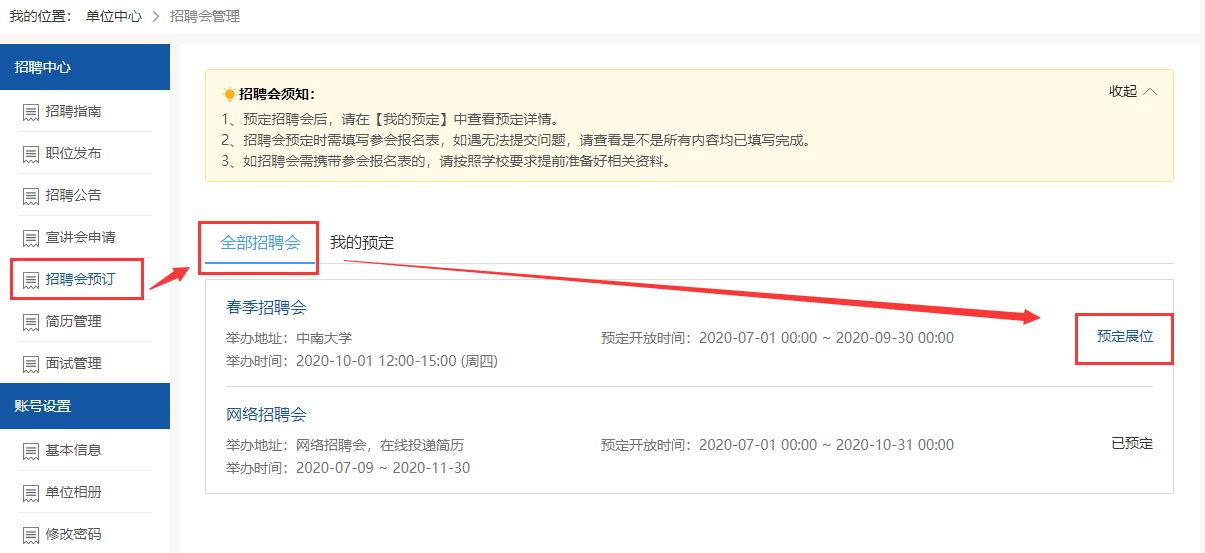 我的位置： 单位中心 > 招聘会管理
招聘中心
招聘指南
职位发布
招聘公告
宣讲会申请
招聘会预订
简历管理
面试管理
账号设置
基本信息
单位相册
修改密码
招聘会须知：
收起
1、预定招聘会后，请在【我的预定】中查看预定详情。
2、招聘会预定时需填写参会报名表，如遇无法提交问题，请查看是不是所有内容均已填写完成。
3、如招聘会需携带参会报名表的，请按照学校要求提前准备好相关资料。
全部招聘会 我的预定
春季招聘会
举办地址：中南大学 预定开放时间：2020-07-01 00:00 ~ 2020-09-30 00:00
预定展位
举办时间：2020-10-01 12:00-15:00 (周四)
网络招聘会
举办地址：网络招聘会，在线投递简历 预定开放时间：2020-07-01 00:00 ~ 2020-10-31 00:00
已预定
举办时间：2020-07-09 ~ 2020-11-30